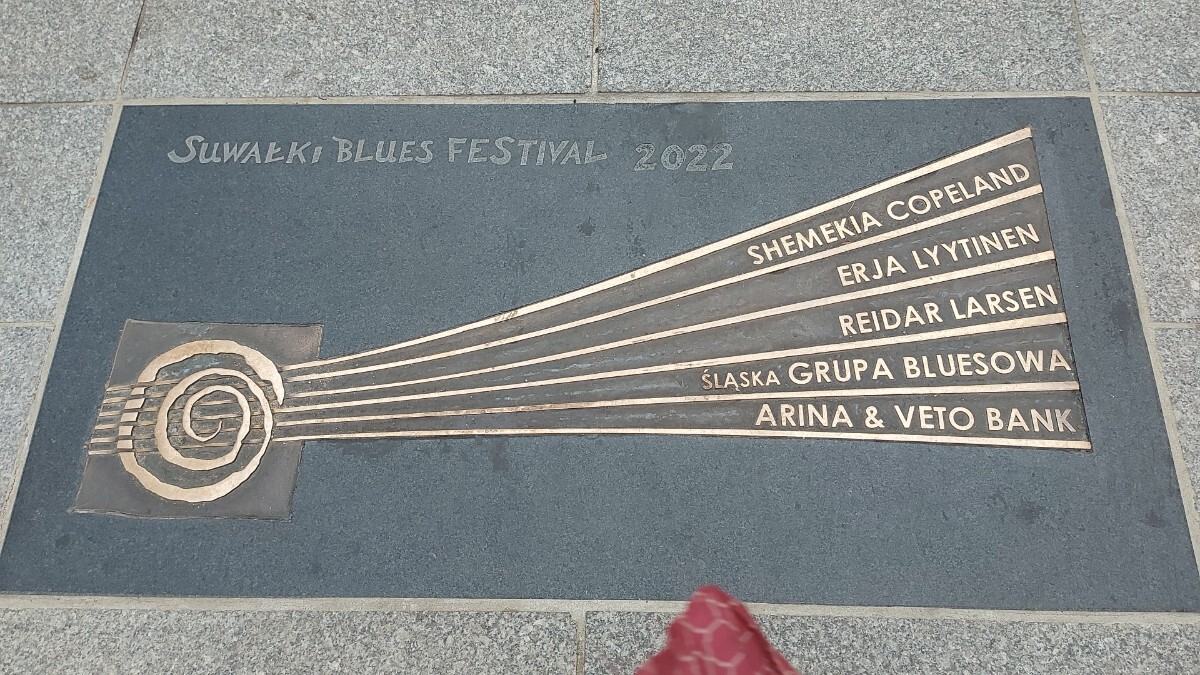 SUWAŁKI BLUES FESTIVAL 2022
SHEMEKIA COPELAND
ERJA LYYTINEN
REIDAR LARSEN
ŚLĄSKA GRUPA BLUESOWA
ARINA & VETO BANK